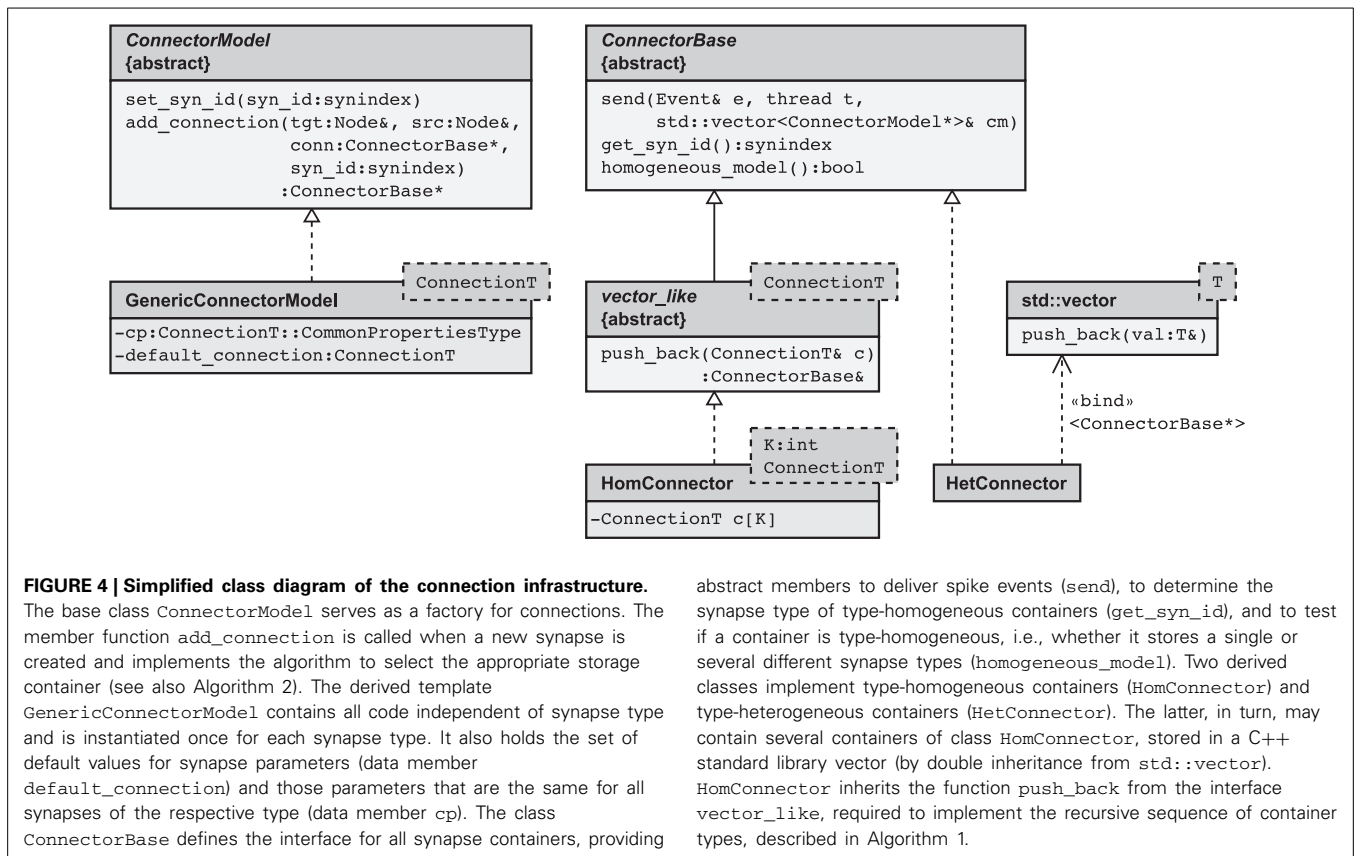 ConnectorModel
{abstract}
set_syn_id(syn_id:synindex)
add_connection(tgt:Node&, src:Node&,
conn:ConnectorBase*,
syn_id:synindex)
:ConnectorBase*
ConnectorBase
{abstract}
send(Event& e, thread t,
std::vector<ConnectorModel*>& cm)
get_syn_id():synindex
homogeneous_model():bool
ConnectionT
GenericConnectorModel
-cp:ConnectionT::CommonPropertiesType
-default_connection:ConnectionT
ConnectionT
vector_like
{abstract}
push_back(ConnectionT& c)
:ConnectorBase&
T
std::vector
push_back(val:T&)
«bind»
<ConnectorBase*>
K:int
ConnectionT
HomConnector
-ConnectionT c[K]
HetConnector
FIGURE 4 | Simplified class diagram of the connection infrastructure.
The base class ConnectorModel serves as a factory for connections. The
member function add_connection is called when a new synapse is
created and implements the algorithm to select the appropriate storage
container (see also Algorithm 2). The derived template
GenericConnectorModel contains all code independent of synapse type
and is instantiated once for each synapse type. It also holds the set of
default values for synapse parameters (data member
default_connection) and those parameters that are the same for all
synapses of the respective type (data member cp). The class
ConnectorBase defines the interface for all synapse containers, providing
abstract members to deliver spike events (send), to determine the
synapse type of type-homogeneous containers (get_syn_id), and to test
if a container is type-homogeneous, i.e., whether it stores a single or
several different synapse types (homogeneous_model). Two derived
classes implement type-homogeneous containers (HomConnector) and
type-heterogeneous containers (HetConnector). The latter, in turn, may
contain several containers of class HomConnector, stored in a C++
standard library vector (by double inheritance from std::vector).
HomConnector inherits the function push_back from the interface
vector_like, required to implement the recursive sequence of container
types, described in Algorithm 1.